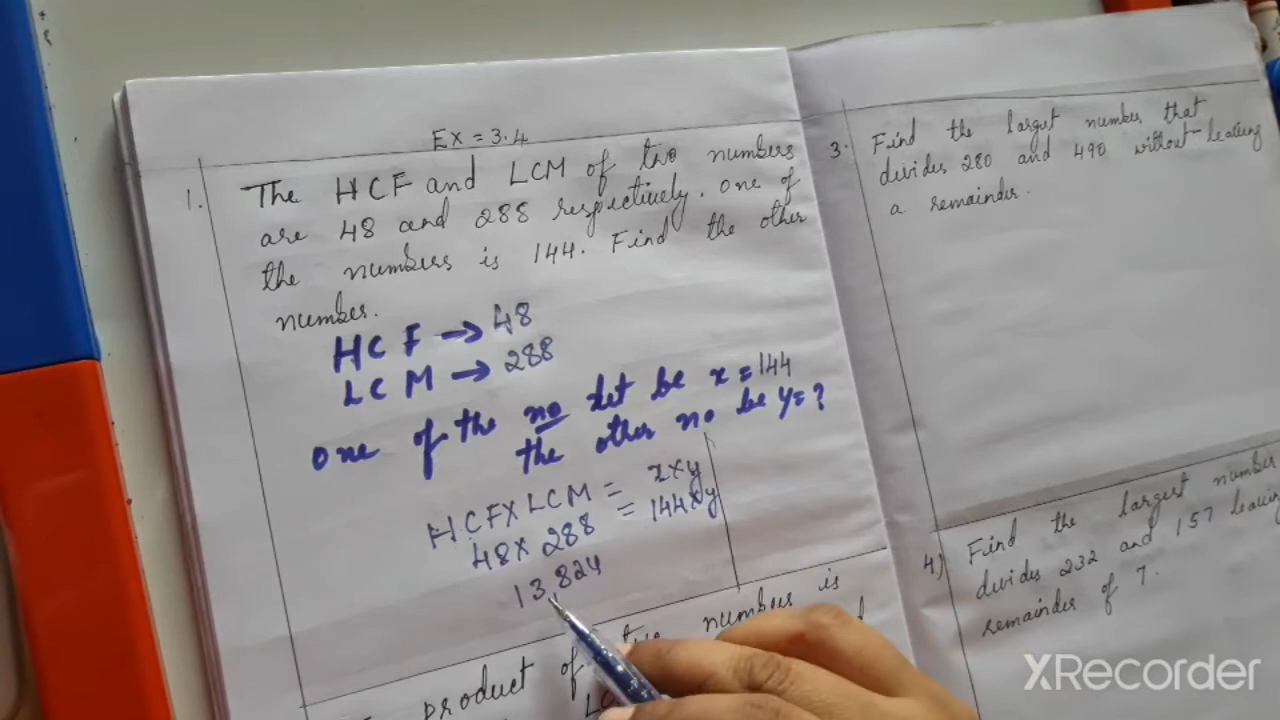 Ex = 3.4
1. The HCF and LCM of two numbers
are 48 and 288 respectively. One of
the numbers is 144. Find the other
number.
HCF → 48
LCM → 288
One of the no let be x = 144
the other no be y = ?
HCF X LCM = x x y
48 x 288 = 144 x y
13,824
product of two numbers is
3. Find the largest number that
divides 280 and 490 without leaving
a remainder.
4) Find the largest number
divides 232 and 157 leaving
remainder of 7.
XRecorder